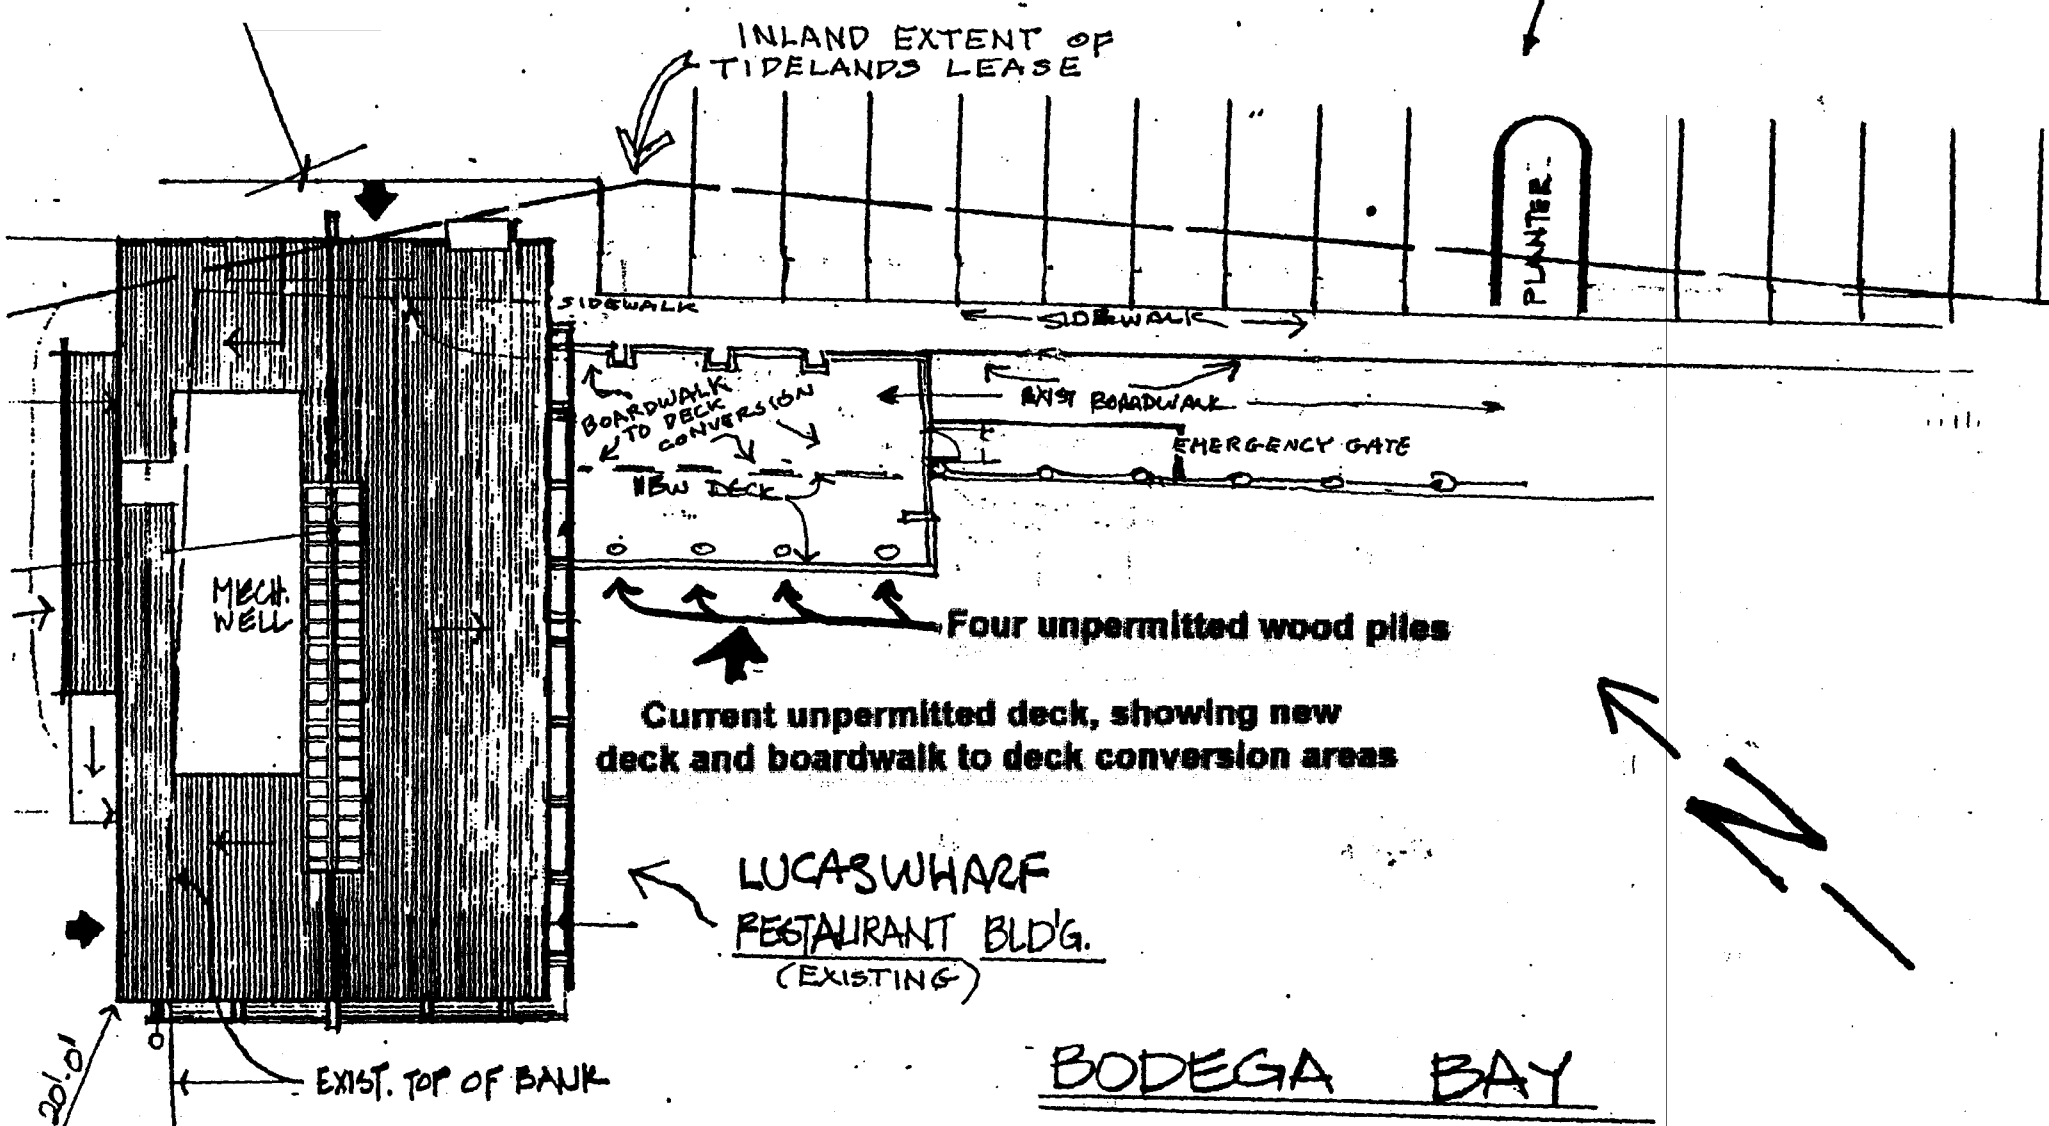 INLAND EXTENT OF
TIDELANDS LEASE
PLANTER
SIDEWALK
SIDEWALK
BOARDWALK
TO DECK
CONVERSION
EXIST BOARDWALK
EMERGENCY GATE
NEW DECK
MECH.
WELL
Four unpermitted wood piles
Current unpermitted deck, showing new
deck and boardwalk to deck conversion areas
LUCAS WHARF
RESTAURANT BLD'G.
(EXISTING)
N
20'-0"
EXIST. TOP OF BANK
BODEGA BAY